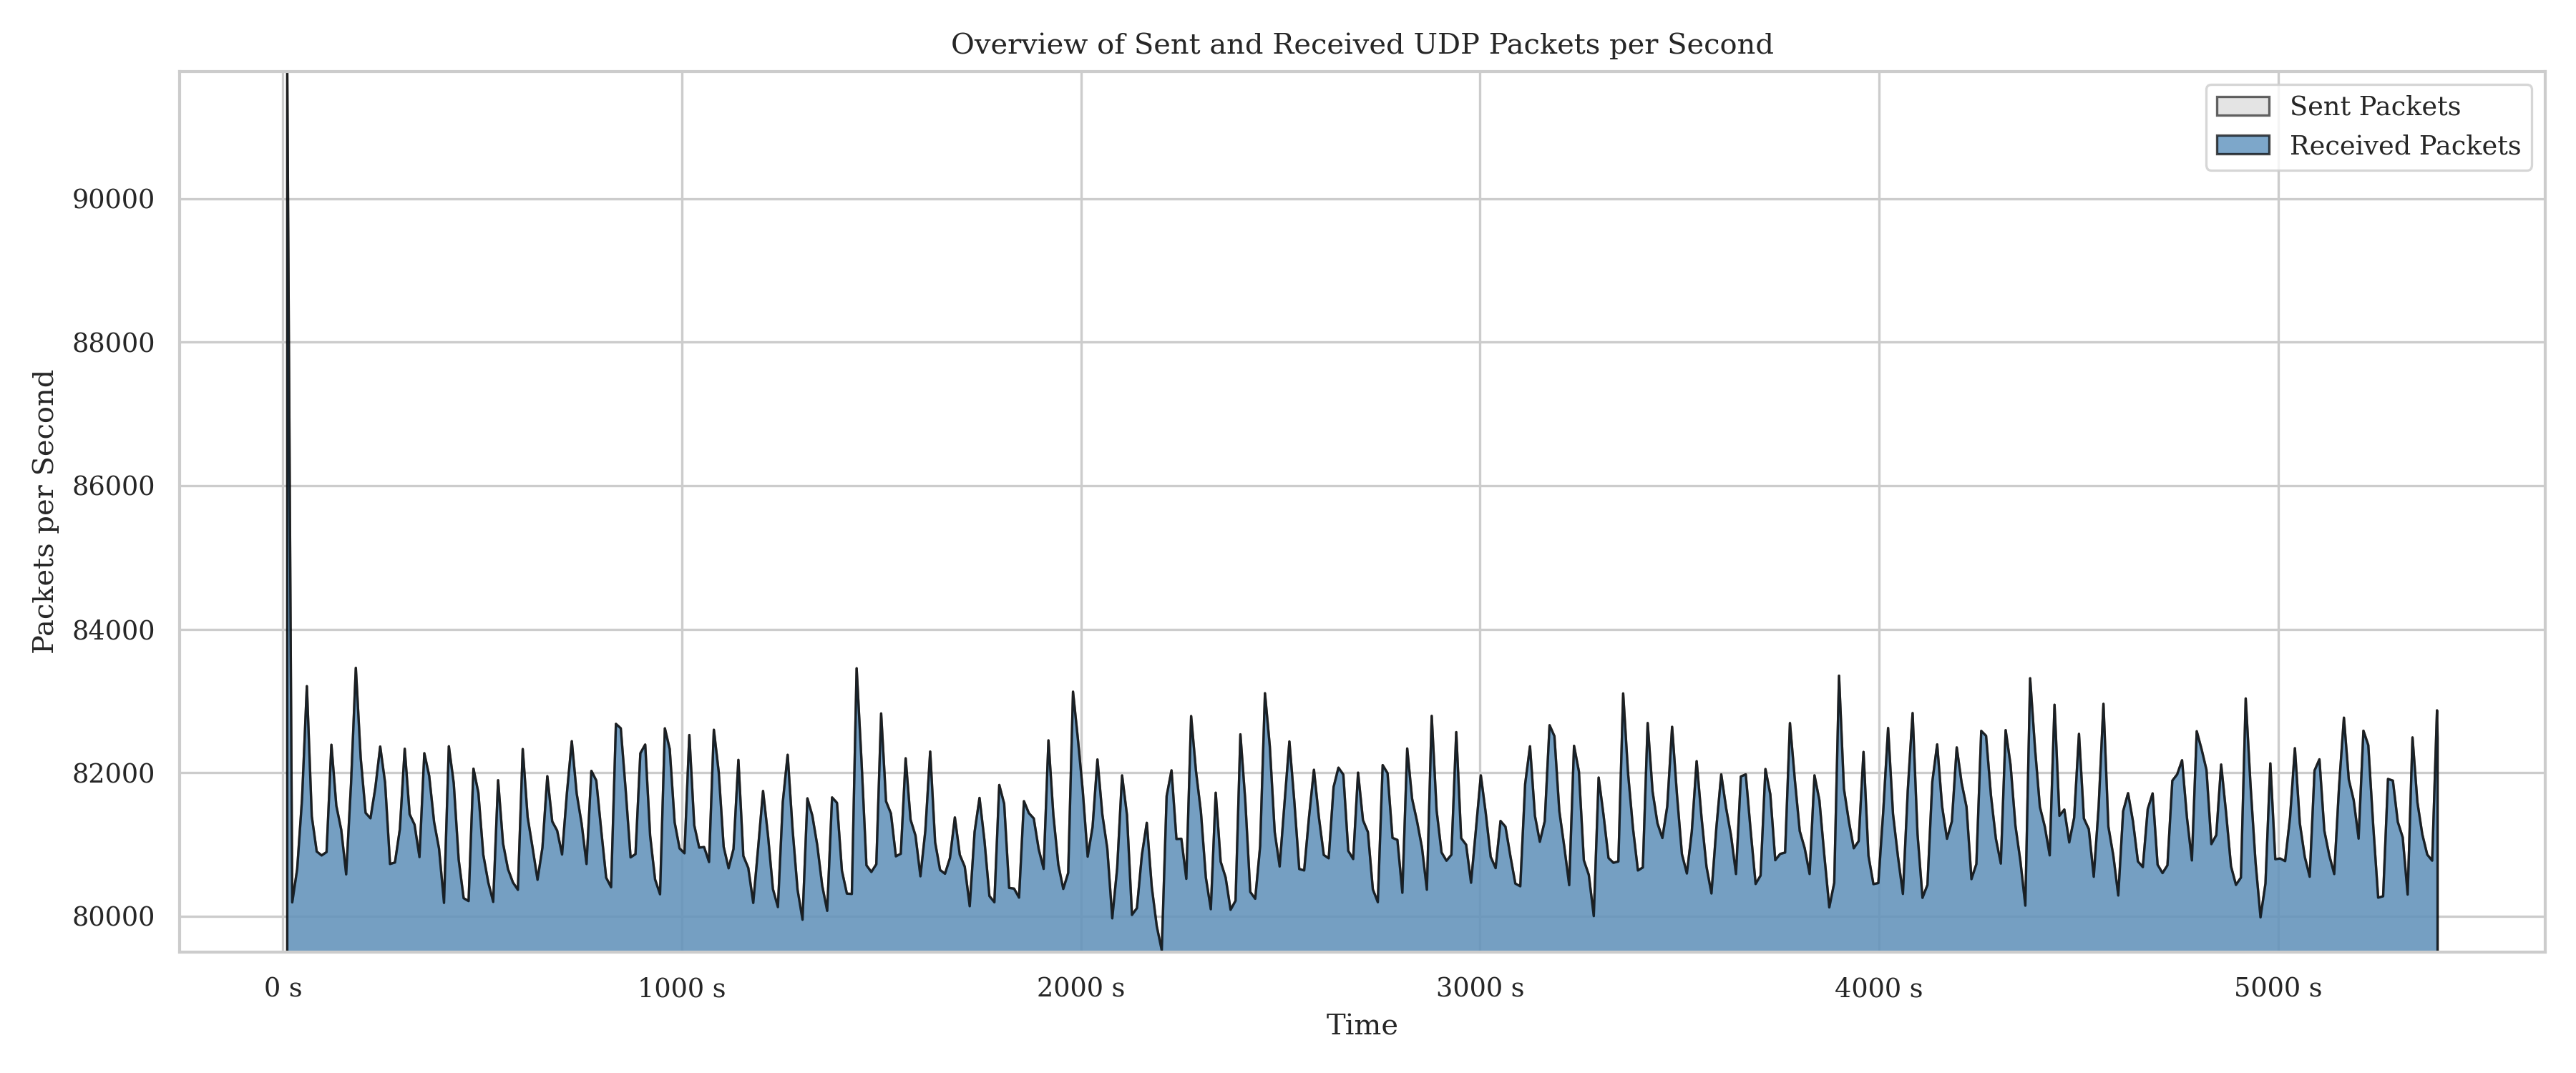 Overview of Sent and Received UDP Packets per Second
Sent Packets
Received Packets
Packets per Second
90000
88000
86000
84000
82000
80000
0 s
1000 s
2000 s
3000 s
4000 s
5000 s
Time